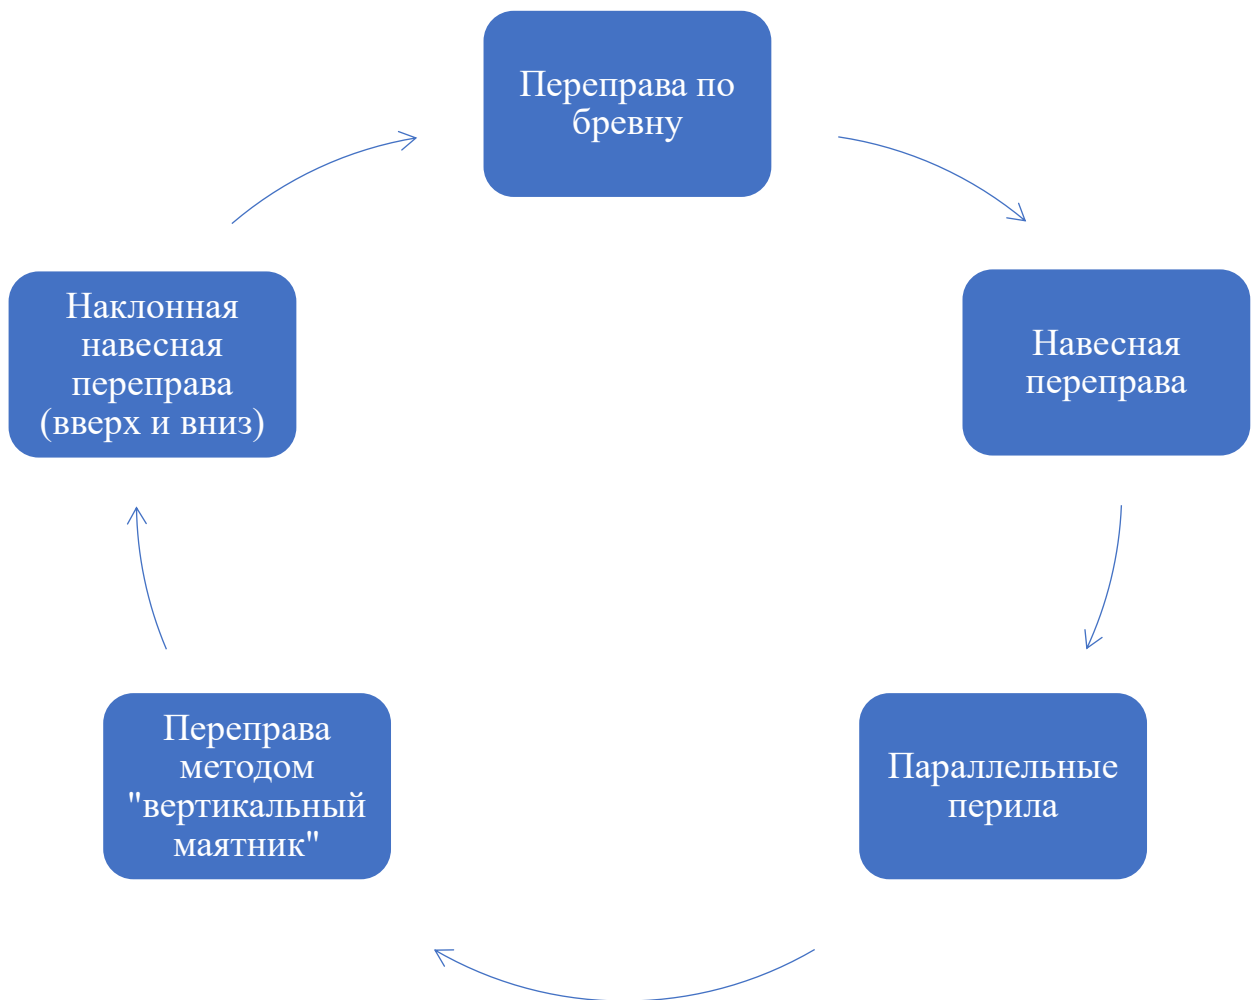 Переправа по
бревну
Навесная
переправа
Параллельные
перила
Переправа
методом
"вертикальный
маятник"
Наклонная
навесная
переправа
(вверх и вниз)